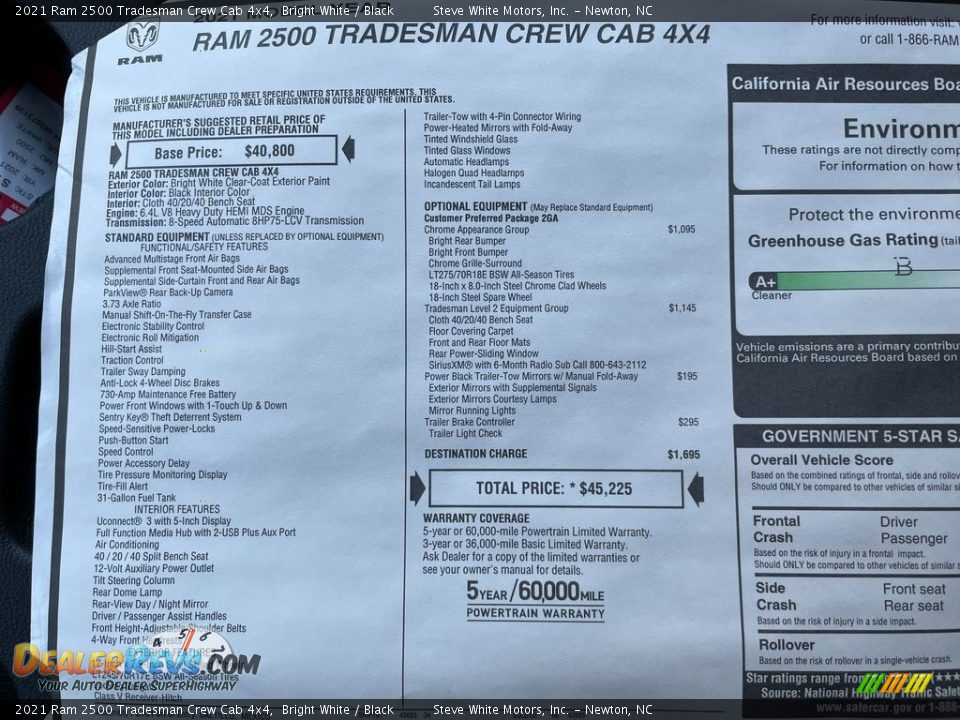 2021 Ram 2500 Tradesman Crew Cab 4x4, Bright White / Black Steve White Motors, Inc. – Newton, NC
2021 MODEL YEAR
RAM 2500 TRADESMAN CREW CAB 4X4
RAM
For more information visit:
or call 1-866-RAM
THIS VEHICLE IS MANUFACTURED TO MEET SPECIFIC UNITED STATES REQUIREMENTS. THIS
VEHICLE IS NOT MANUFACTURED FOR SALE OR REGISTRATION OUTSIDE OF THE UNITED STATES.
MANUFACTURER'S SUGGESTED RETAIL PRICE OF
THIS MODEL INCLUDING DEALER PREPARATION
Base Price: $40,800
RAM 2500 TRADESMAN CREW CAB 4X4
Exterior Color: Bright White Clear-Coat Exterior Paint
Interior Color: Black Interior Color
Interior: Cloth 40/20/40 Bench Seat
Engine: 6.4L V8 Heavy Duty HEMI MDS Engine
Transmission: 8-Speed Automatic 8HP75-LCV Transmission
STANDARD EQUIPMENT (UNLESS REPLACED BY OPTIONAL EQUIPMENT)
FUNCTIONAL/SAFETY FEATURES
Advanced Multistage Front Air Bags
Supplemental Front Seat-Mounted Side Air Bags
Supplemental Side-Curtain Front and Rear Air Bags
ParkView® Rear Back-Up Camera
3.73 Axle Ratio
Manual Shift-On-The-Fly Transfer Case
Electronic Stability Control
Electronic Roll Mitigation
Hill-Start Assist
Traction Control
Trailer Sway Damping
Anti-Lock 4-Wheel Disc Brakes
730-Amp Maintenance Free Battery
Power Front Windows with 1-Touch Up & Down
Sentry Key® Theft Deterrent System
Speed-Sensitive Power-Locks
Push-Button Start
Speed Control
Power Accessory Delay
Tire Pressure Monitoring Display
Tire-Fill Alert
31-Gallon Fuel Tank
INTERIOR FEATURES
Uconnect® 3 with 5-Inch Display
Full Function Media Hub with 2-USB Plus Aux Port
Air Conditioning
40 / 20 / 40 Split Bench Seat
12-Volt Auxiliary Power Outlet
Tilt Steering Column
Rear Dome Lamp
Rear-View Day / Night Mirror
Driver / Passenger Assist Handles
Front Height-Adjustable Shoulder Belts
4-Way Front Headrests
EXTERIOR FEATURES
LT245/70R17E BSW All-Season Tires
Class V Receiver-Hitch
Trailer-Tow with 4-Pin Connector Wiring
Power-Heated Mirrors with Fold-Away
Tinted Windshield Glass
Tinted Glass Windows
Automatic Headlamps
Halogen Quad Headlamps
Incandescent Tail Lamps
OPTIONAL EQUIPMENT (May Replace Standard Equipment)
Customer Preferred Package 2GA
Chrome Appearance Group $1,095
Bright Rear Bumper
Bright Front Bumper
Chrome Grille-Surround
LT275/70R18E BSW All-Season Tires
18-Inch x 8.0-Inch Steel Chrome Clad Wheels
18-Inch Steel Spare Wheel
Tradesman Level 2 Equipment Group $1,145
Cloth 40/20/40 Bench Seat
Floor Covering Carpet
Front and Rear Floor Mats
Rear Power-Sliding Window
SiriusXM® with 6-Month Radio Sub Call 800-643-2112
Power Black Trailer-Tow Mirrors w/ Manual Fold-Away $195
Exterior Mirrors with Supplemental Signals
Exterior Mirrors Courtesy Lamps
Mirror Running Lights
Trailer Brake Controller $295
Trailer Light Check
DESTINATION CHARGE $1,695
TOTAL PRICE: * $45,225
WARRANTY COVERAGE
5-year or 60,000-mile Powertrain Limited Warranty.
3-year or 36,000-mile Basic Limited Warranty.
Ask Dealer for a copy of the limited warranties or
see your owner's manual for details.
5YEAR/60,000MILE
POWERTRAIN WARRANTY
California Air Resources Boa
Environm
These ratings are not directly comp
For information on how t
Protect the environme
Greenhouse Gas Rating (tail
B
A+
Cleaner
Vehicle emissions are a primary contribut
California Air Resources Board based on
GOVERNMENT 5-STAR SA
Overall Vehicle Score
Based on the combined ratings of frontal, side and rollov
Should ONLY be compared to other vehicles of similar si
Frontal Driver
Crash Passenger
Based on the risk of injury in a frontal impact.
Should ONLY be compared to other vehicles of similar s
Side Front seat
Crash Rear seat
Based on the risk of injury in a side impact.
Rollover
Based on the risk of rollover in a single-vehicle crash.
Star ratings range from
Source: National Highway Traffic Safet
www.safercar.gov or 1-888-
DealerRevs.com
Your Auto Dealer SuperHighway
2021 Ram 2500 Tradesman Crew Cab 4x4, Bright White / Black Steve White Motors, Inc. – Newton, NC